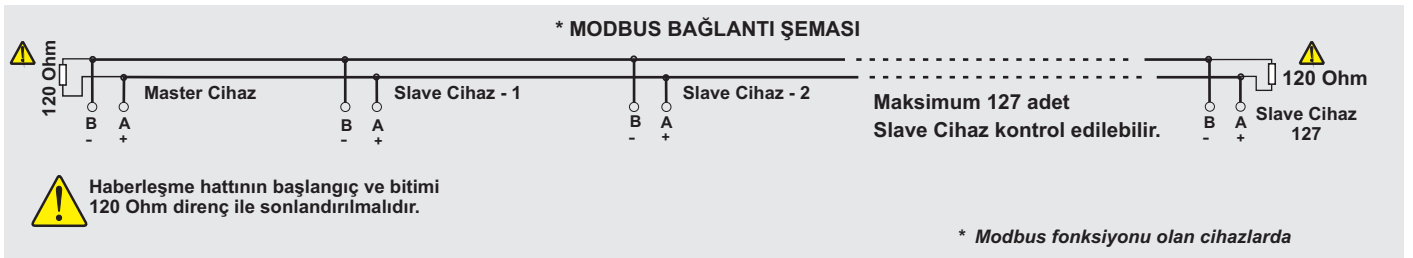 * MODBUS BAĞLANTI ŞEMASI
120 Ohm
B
-
A
+
Master Cihaz
B
-
A
+
Slave Cihaz - 1
B
-
A
+
Slave Cihaz - 2
Maksimum 127 adet
Slave Cihaz kontrol edilebilir.
B
-
A
+
120 Ohm
Slave Cihaz
127
Haberleşme hattının başlangıç ve bitimi
120 Ohm direnç ile sonlandırılmalıdır.
* Modbus fonksiyonu olan cihazlarda